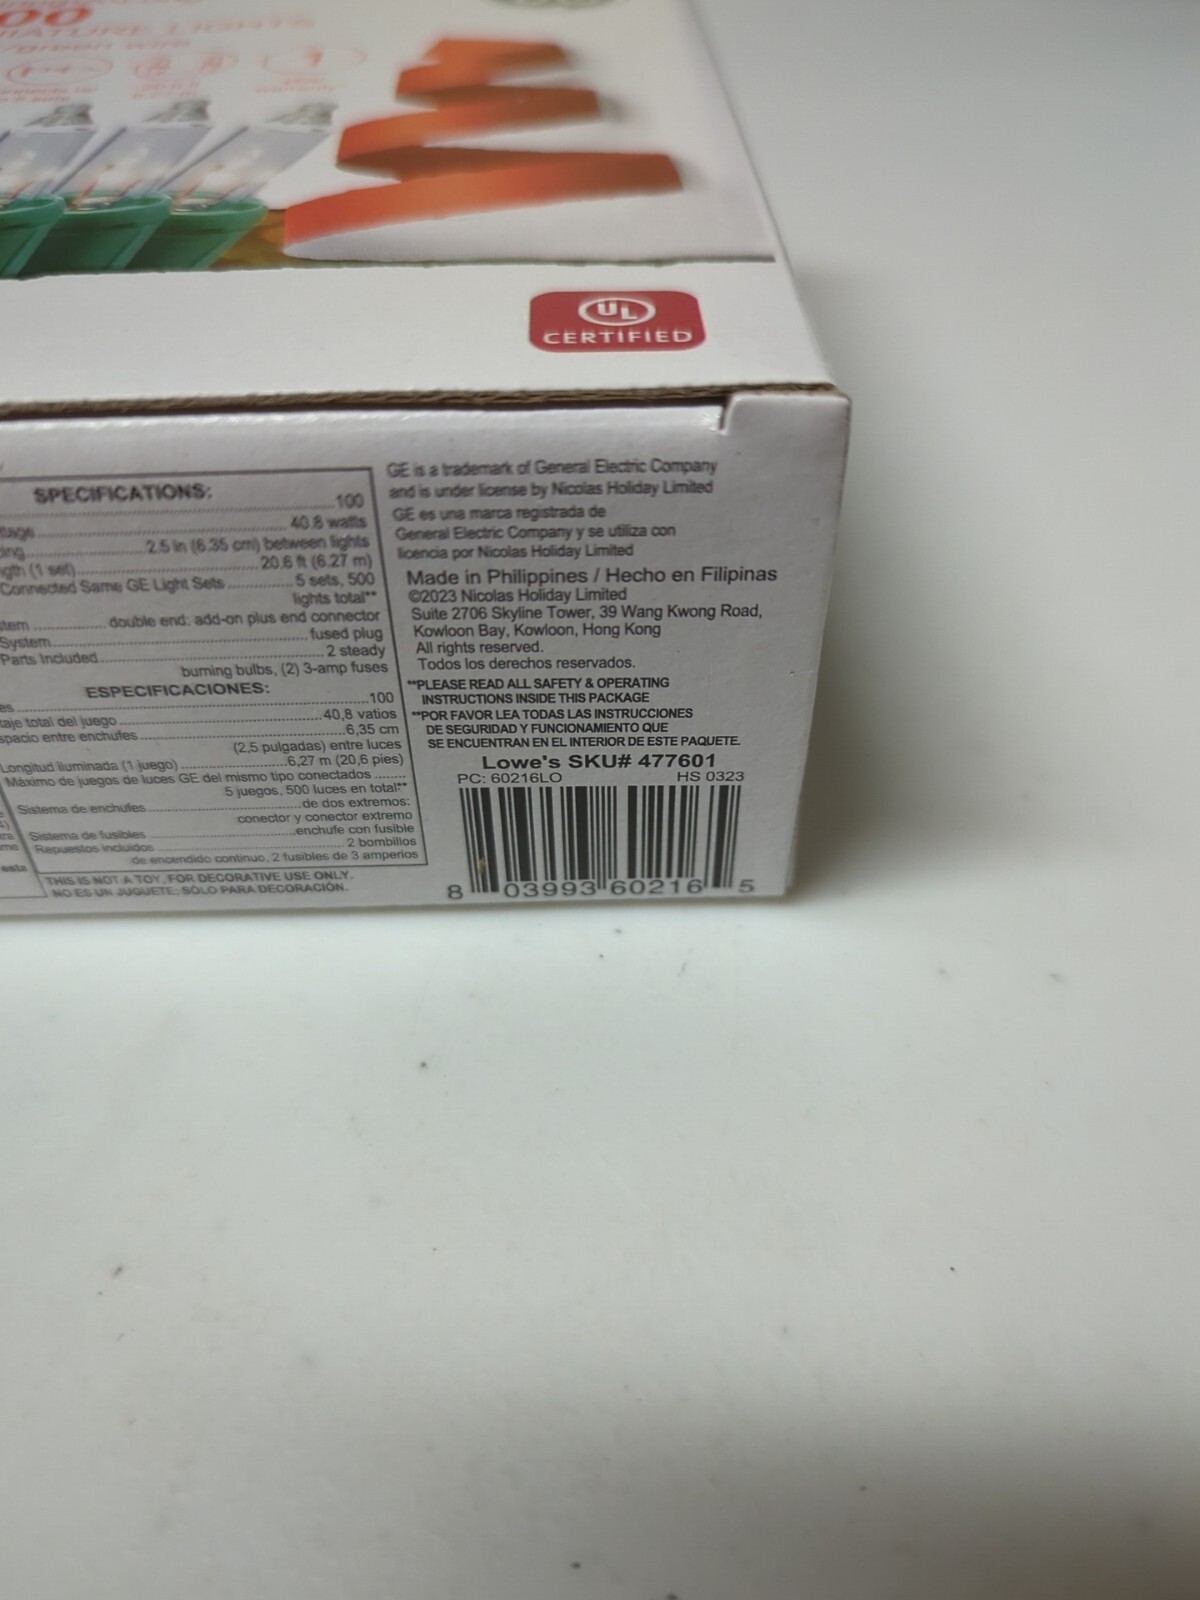 00
UL
CERTIFIED
SPECIFICATIONS:
100
40.8 watts
2.5 in (6.35 cm) between lights
(1 set) 20.6 ft (6.27 m)
Connected Same GE Light Sets 5 sets, 500
lights total**
double end: add-on plus end connector
System fused plug
Parts Included 2 steady
burning bulbs, (2) 3-amp fuses
ESPECIFICACIONES:
100
total del juego 40,8 vatios
entre enchufes 6,35 cm
(2,5 pulgadas) entre luces
Longitud iluminada (1 juego) 6,27 m (20,6 pies)
Máximo de juegos de luces GE del mismo tipo conectados
5 juegos, 500 luces en total**
Sistema de enchufes de dos extremos:
conector y conector extremo
Sistema de fusibles enchufe con fusible
Repuestos incluidos 2 bombillos
de encendido continuo, 2 fusibles de 3 amperios
esta
THIS IS NOT A TOY, FOR DECORATIVE USE ONLY.
NO ES UN JUGUETE; SÓLO PARA DECORACIÓN.
GE is a trademark of General Electric Company
and is under license by Nicolas Holiday Limited
GE es una marca registrada de
General Electric Company y se utiliza con
licencia por Nicolas Holiday Limited
Made in Philippines / Hecho en Filipinas
©2023 Nicolas Holiday Limited
Suite 2706 Skyline Tower, 39 Wang Kwong Road,
Kowloon Bay, Kowloon, Hong Kong
All rights reserved.
Todos los derechos reservados.
**PLEASE READ ALL SAFETY & OPERATING
INSTRUCTIONS INSIDE THIS PACKAGE
**POR FAVOR LEA TODAS LAS INSTRUCCIONES
DE SEGURIDAD Y FUNCIONAMIENTO QUE
SE ENCUENTRAN EN EL INTERIOR DE ESTE PAQUETE.
Lowe's SKU# 477601
PC: 60216LO HS 0323
8 03993 60216 5